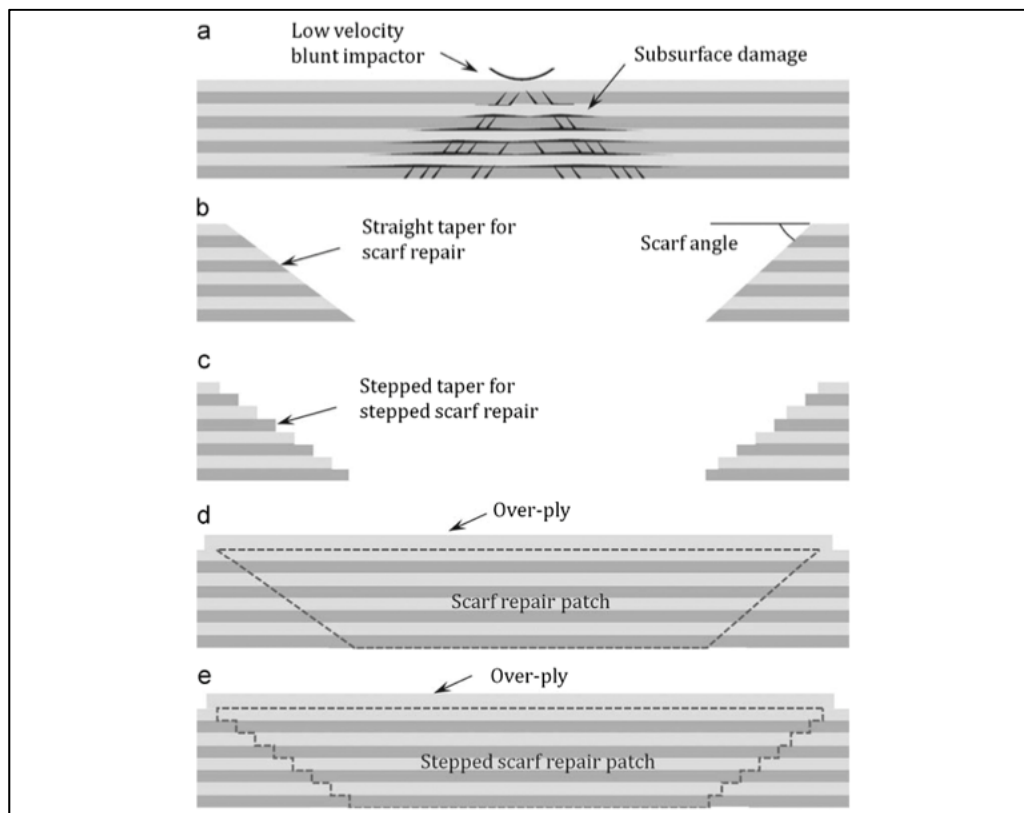 a
Low velocity
blunt impactor
Subsurface damage
b
Straight taper for
scarf repair
Scarf angle
c
Stepped taper for
stepped scarf repair
d
Over-ply
Scarf repair patch
e
Over-ply
Stepped scarf repair patch